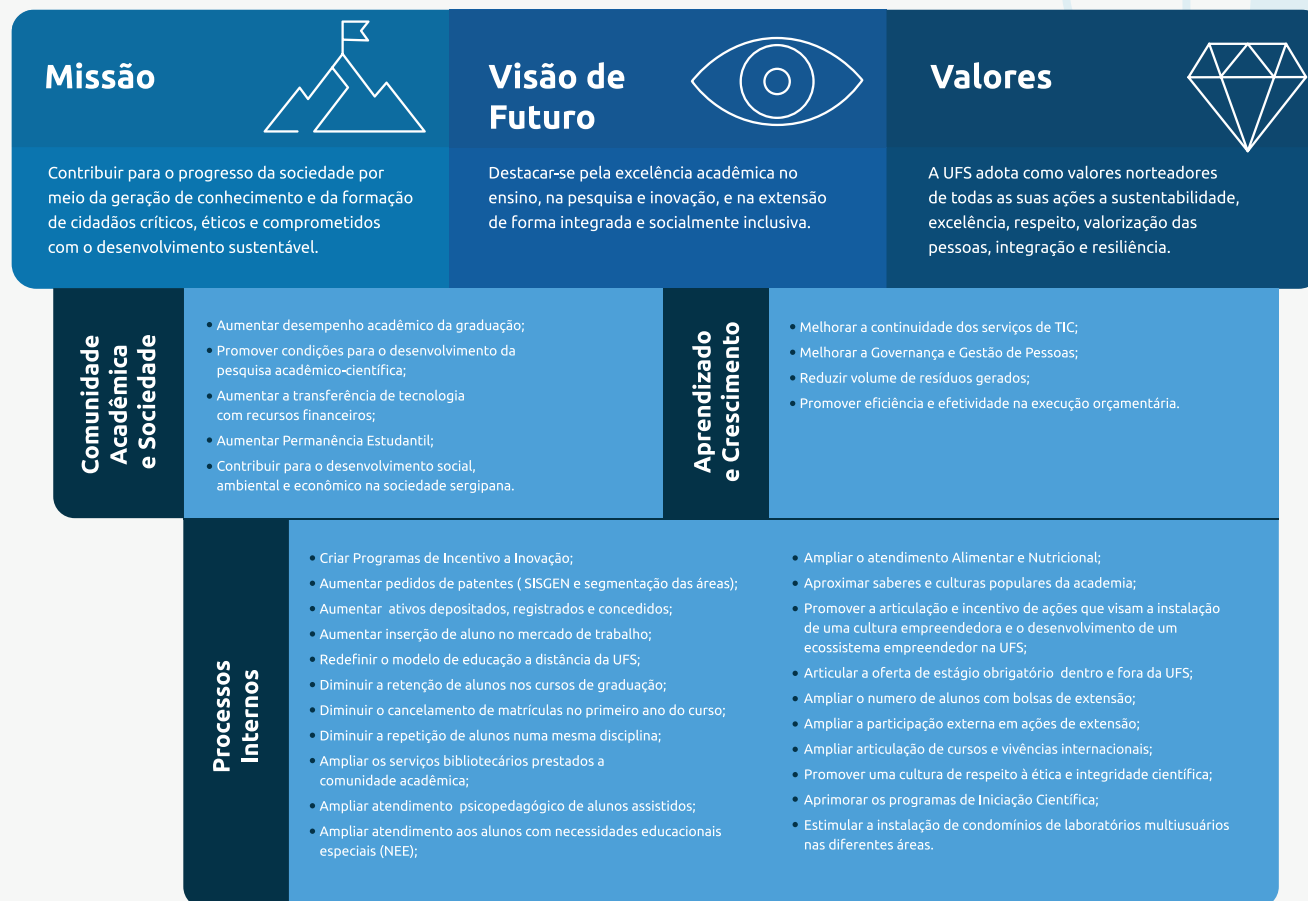 Missão
Contribuir para o progresso da sociedade por
meio da geração de conhecimento e da formação
de cidadãos críticos, éticos e comprometidos
com o desenvolvimento sustentável.
Visão de
Futuro
Destacar-se pela excelência acadêmica no
ensino, na pesquisa e inovação, e na extensão
de forma integrada e socialmente inclusiva.
Valores
A UFS adota como valores norteadores
de todas as suas ações a sustentabilidade,
excelência, respeito, valorização das
pessoas, integração e resiliência.
Comunidade
Acadêmica
e Sociedade
• Aumentar desempenho acadêmico da graduação;
• Promover condições para o desenvolvimento da
pesquisa acadêmico-científica;
• Aumentar a transferência de tecnologia
com recursos financeiros;
• Aumentar Permanência Estudantil;
• Contribuir para o desenvolvimento social,
ambiental e econômico na sociedade sergipana.
Aprendizado
e Crescimento
• Melhorar a continuidade dos serviços de TIC;
• Melhorar a Governança e Gestão de Pessoas;
• Reduzir volume de resíduos gerados;
• Promover eficiência e efetividade na execução orçamentária.
Processos
Internos
• Criar Programas de Incentivo a Inovação;
• Aumentar pedidos de patentes ( SISGEN e segmentação das áreas);
• Aumentar  ativos depositados, registrados e concedidos;
• Aumentar inserção de aluno no mercado de trabalho;
• Redefinir o modelo de educação a distância da UFS;
• Diminuir a retenção de alunos nos cursos de graduação;
• Diminuir o cancelamento de matrículas no primeiro ano do curso;
• Diminuir a repetição de alunos numa mesma disciplina;
• Ampliar os serviços bibliotecários prestados a
comunidade acadêmica;
• Ampliar atendimento  psicopedagógico de alunos assistidos;
• Ampliar atendimento aos alunos com necessidades educacionais
especiais (NEE);
• Ampliar o atendimento Alimentar e Nutricional;
• Aproximar saberes e culturas populares da academia;
• Promover a articulação e incentivo de ações que visam a instalação
de uma cultura empreendedora e o desenvolvimento de um
ecossistema empreendedor na UFS;
• Articular a oferta de estágio obrigatório  dentro e fora da UFS;
• Ampliar o numero de alunos com bolsas de extensão;
• Ampliar a participação externa em ações de extensão;
• Ampliar articulação de cursos e vivências internacionais;
• Promover uma cultura de respeito à ética e integridade científica;
• Aprimorar os programas de Iniciação Científica;
• Estimular a instalação de condomínios de laboratórios multiusuários
nas diferentes áreas.